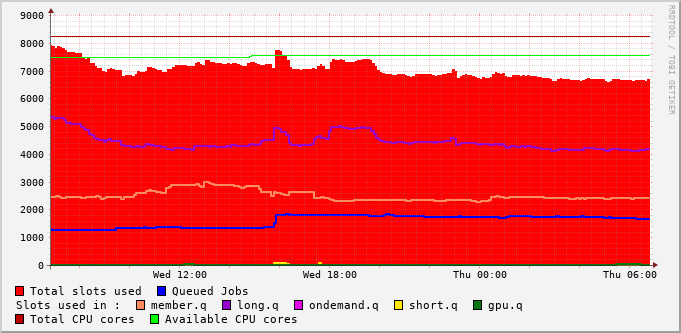 9000
8000
7000
6000
5000
4000
3000
2000
1000
0
Wed 12:00 Wed 18:00 Thu 00:00 Thu 06:00
Total slots used Queued Jobs
Slots used in : member.q long.q ondemand.q short.q gpu.q
Total CPU cores Available CPU cores
RRDTOOL / TOBI OETIKER